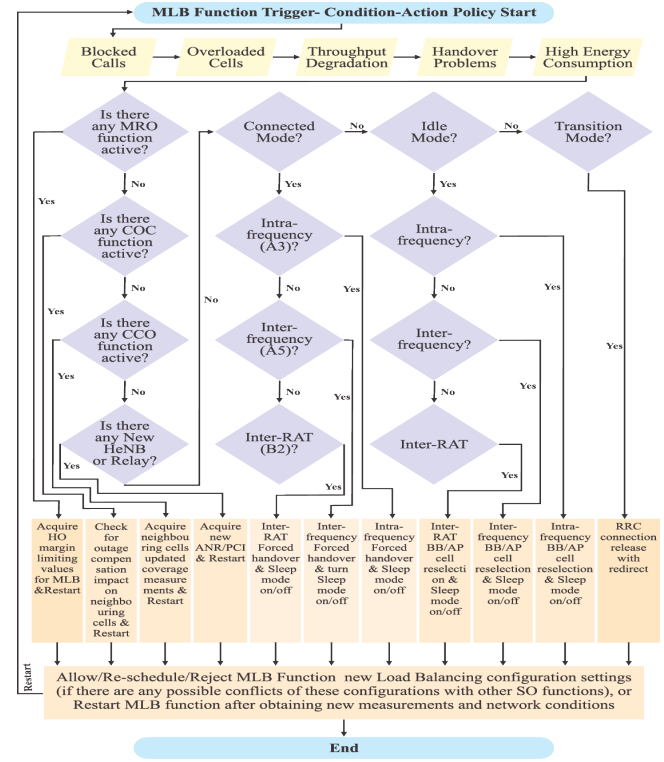 MLB Function Trigger- Condition-Action Policy Start
Blocked
Calls
Overloaded
Cells
Throughput
Degradation
Handover
Problems
High Energy
Consumption
Is there
any MRO
function
active?
Connected
Mode?
No
Idle
Mode?
No
Transition
Mode?
Yes
No
Yes
Yes
Is there
any COC
function
active?
Intra-
frequency
(A3)?
Intra-
frequency?
Yes
No
No
No
Yes
No
Yes
Yes
Is there
any CCO
function
active?
Inter-
frequency
(A5)?
Inter-
frequency?
Yes
No
No
No
Yes
Yes
Is there
any New
HeNB
or Relay?
Inter-RAT
(B2)?
Inter-RAT
Yes
Yes
Yes
Acquire
HO
margin
limiting
values
for MLB
&Restart
Check
for
outage
compen
sation
impact
on
neighbo
uring
cells &
Restart
Acquire
neighbou
ring cells
updated
coverage
measure
ments &
Restart
Acquire
new
ANR/PCI
& Restart
Inter-
RAT
Forced
handover
& Sleep
mode
on/off
Inter-
frequency
Forced
handover
& turn
Sleep
mode
on/off
Intra-
frequency
Forced
handover
& Sleep
mode
on/off
Inter-
RAT
BB/AP
cell
reselecti
on &
Sleep
mode
on/off
Inter-
frequency
BB/AP
cell
reselection
& Sleep
mode
on/off
Intra-
frequency
BB/AP
cell
reselection
& Sleep
mode
on/off
RRC
connection
release
with
redirect
Restart
Allow/Re-schedule/Reject MLB Function new Load Balancing configuration settings
(if there are any possible conflicts of these configurations with other SO functions), or
Restart MLB function after obtaining new measurements and network conditions
End